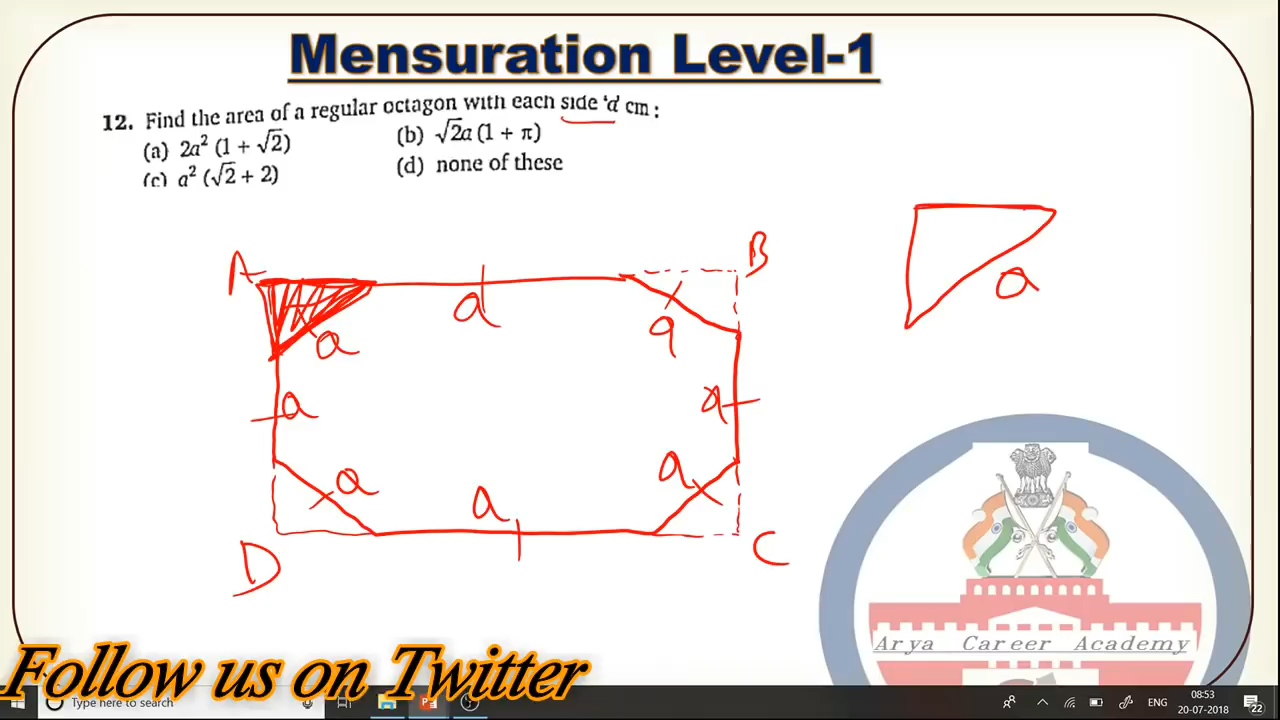 Mensuration Level-1
12. Find the area of a regular octagon with each side 'a' cm :
(a) 2a² (1 + √2) (b) √2a (1 + π)
(c) a² (√2 + 2) (d) none of these
A
B
a
a
a
a
a
a
a
a
a
D
C
Arya Career Academy
Follow us on Twitter
Type here to search
ENG
08:53
20-07-2018
22